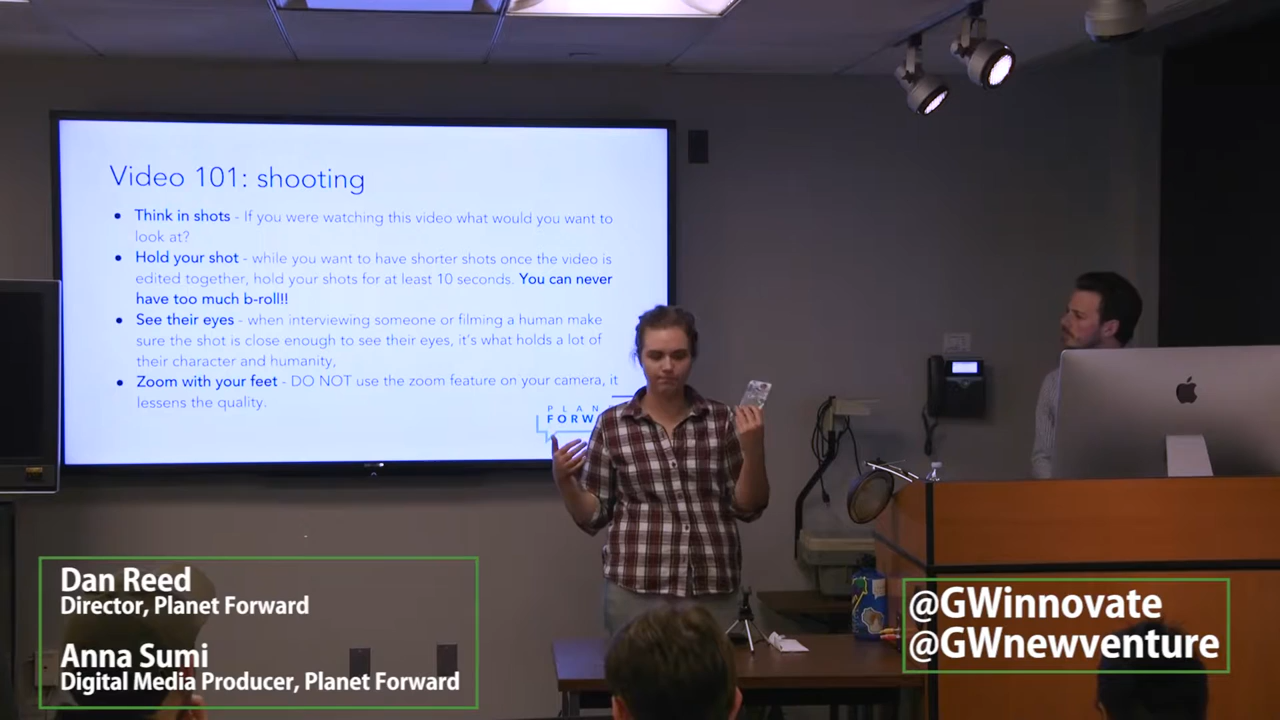 Video 101: shooting
● Think in shots - If you were watching this video what would you want to
look at?
● Hold your shot - while you want to have shorter shots once the video is
edited together, hold your shots for at least 10 seconds. You can never
have too much b-roll!!
● See their eyes - when interviewing someone or filming a human make
sure the shot is close enough to see their eyes, it's what holds a lot of
their character and humanity,
● Zoom with your feet - DO NOT use the zoom feature on your camera, it
lessens the quality.
PLAN
FORW
Dan Reed
Director, Planet Forward
Anna Sumi
Digital Media Producer, Planet Forward
@GWinnovate
@GWnewventure